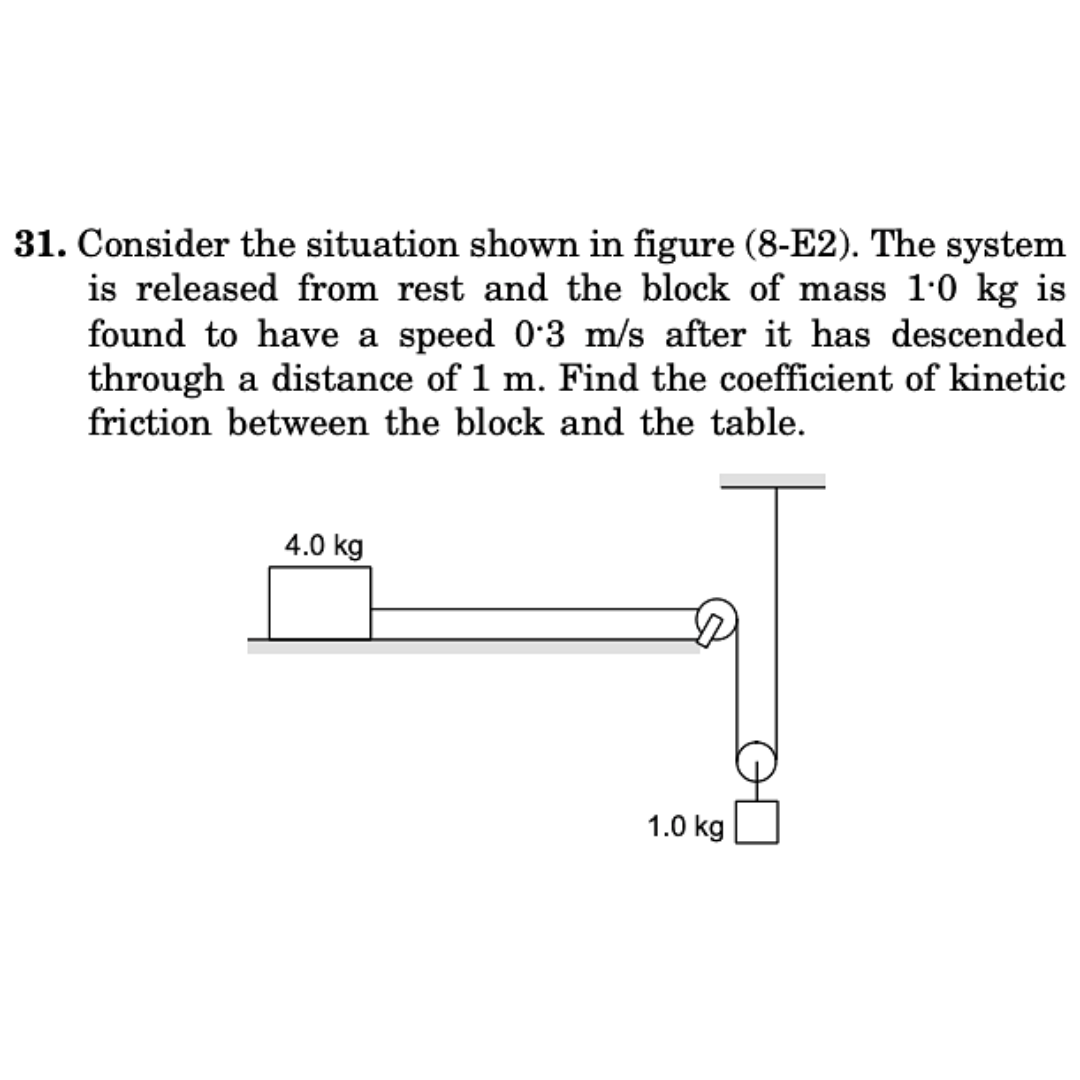 31. Consider the situation shown in figure (8-E2). The system
is released from rest and the block of mass 1·0 kg is
found to have a speed 0·3 m/s after it has descended
through a distance of 1 m. Find the coefficient of kinetic
friction between the block and the table.
4.0 kg
1.0 kg